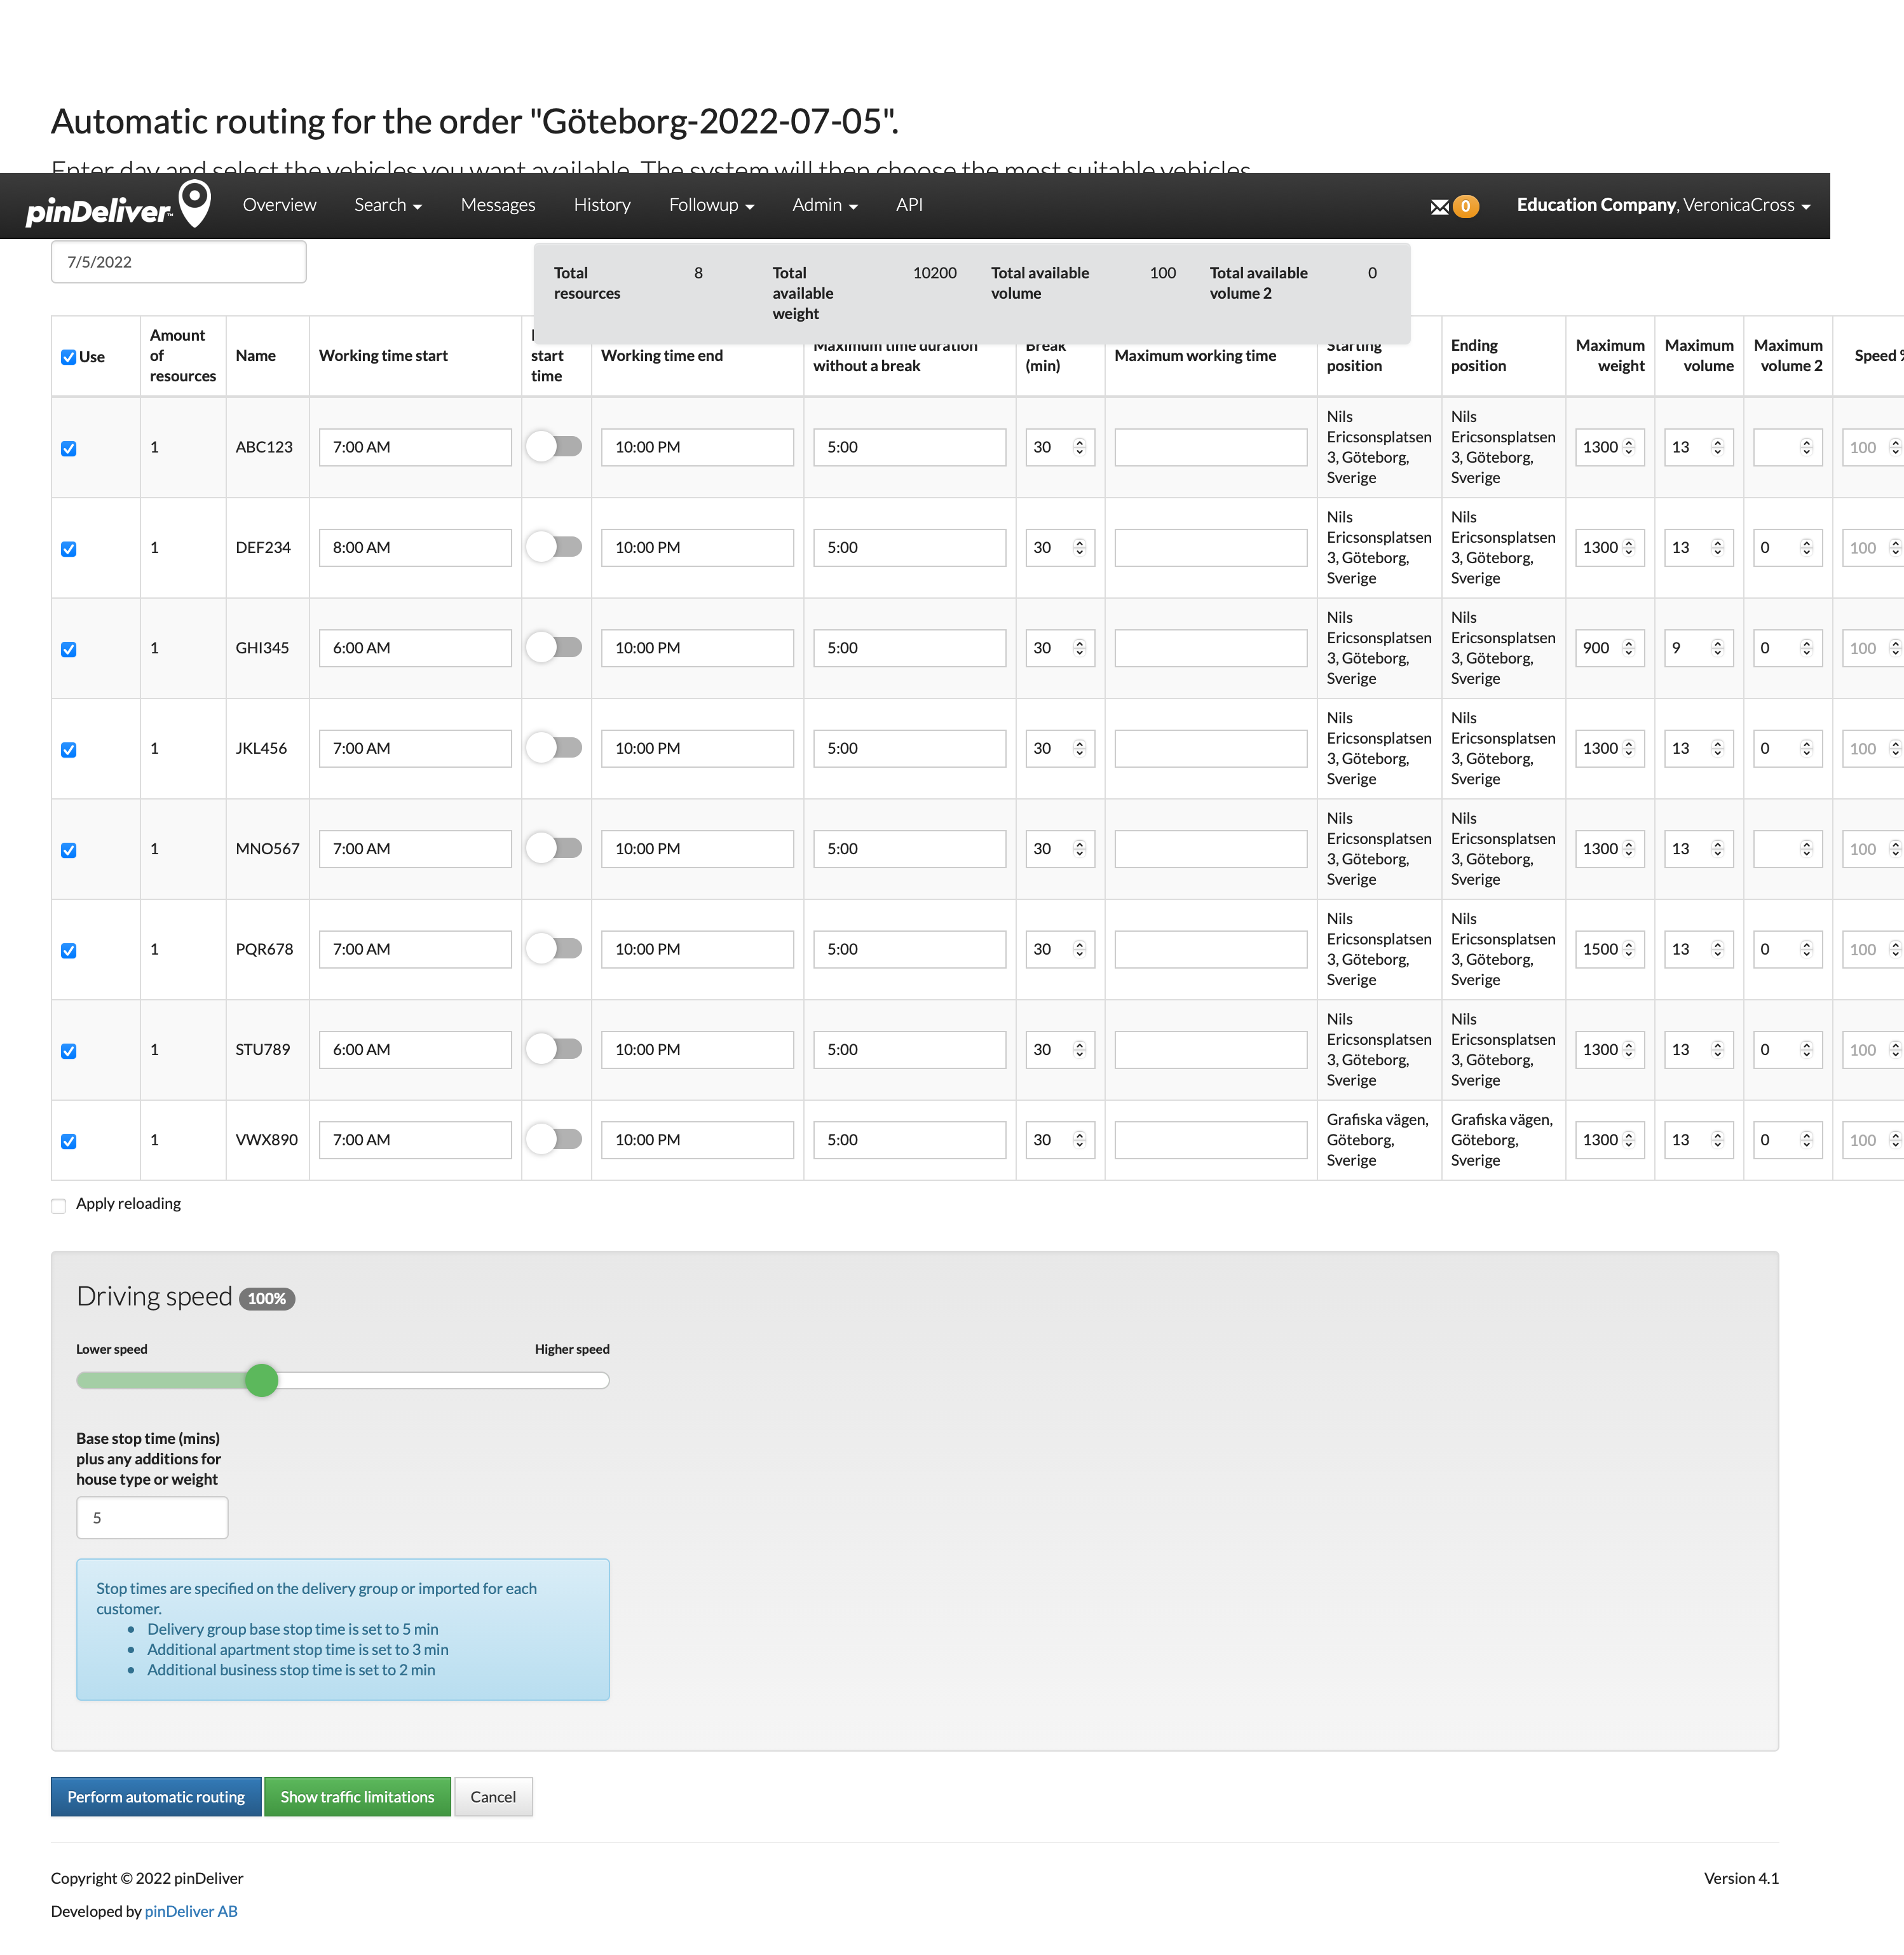 Automatic routing for the order "Göteborg-2022-07-05".
Enter day and select the vehicles you want available. The system will then choose the most suitable vehicles.
pinDeliver™ Overview Search Messages History Followup Admin API 0 Education Company, VeronicaCross
7/5/2022
Total resources 8 Total available weight 10200 Total available volume 100 Total available volume 2 0
Use Amount of resources Name Working time start start time Working time end Maximum time duration without a break Break (min) Maximum working time Starting position Ending position Maximum weight Maximum volume Maximum volume 2 Speed
1 ABC123 7:00 AM 10:00 PM 5:00 30 Nils Ericsonsplatsen 3, Göteborg, Sverige Nils Ericsonsplatsen 3, Göteborg, Sverige 1300 13 100
1 DEF234 8:00 AM 10:00 PM 5:00 30 Nils Ericsonsplatsen 3, Göteborg, Sverige Nils Ericsonsplatsen 3, Göteborg, Sverige 1300 13 0 100
1 GHI345 6:00 AM 10:00 PM 5:00 30 Nils Ericsonsplatsen 3, Göteborg, Sverige Nils Ericsonsplatsen 3, Göteborg, Sverige 900 9 0 100
1 JKL456 7:00 AM 10:00 PM 5:00 30 Nils Ericsonsplatsen 3, Göteborg, Sverige Nils Ericsonsplatsen 3, Göteborg, Sverige 1300 13 0 100
1 MNO567 7:00 AM 10:00 PM 5:00 30 Nils Ericsonsplatsen 3, Göteborg, Sverige Nils Ericsonsplatsen 3, Göteborg, Sverige 1300 13 100
1 PQR678 7:00 AM 10:00 PM 5:00 30 Nils Ericsonsplatsen 3, Göteborg, Sverige Nils Ericsonsplatsen 3, Göteborg, Sverige 1500 13 0 100
1 STU789 6:00 AM 10:00 PM 5:00 30 Nils Ericsonsplatsen 3, Göteborg, Sverige Nils Ericsonsplatsen 3, Göteborg, Sverige 1300 13 0 100
1 VWX890 7:00 AM 10:00 PM 5:00 30 Grafiska vägen, Göteborg, Sverige Grafiska vägen, Göteborg, Sverige 1300 13 0 100
Apply reloading
Driving speed 100%
Lower speed Higher speed
Base stop time (mins)
plus any additions for
house type or weight
5
Stop times are specified on the delivery group or imported for each
customer.
• Delivery group base stop time is set to 5 min
• Additional apartment stop time is set to 3 min
• Additional business stop time is set to 2 min
Perform automatic routing Show traffic limitations Cancel
Copyright © 2022 pinDeliver Version 4.1
Developed by pinDeliver AB